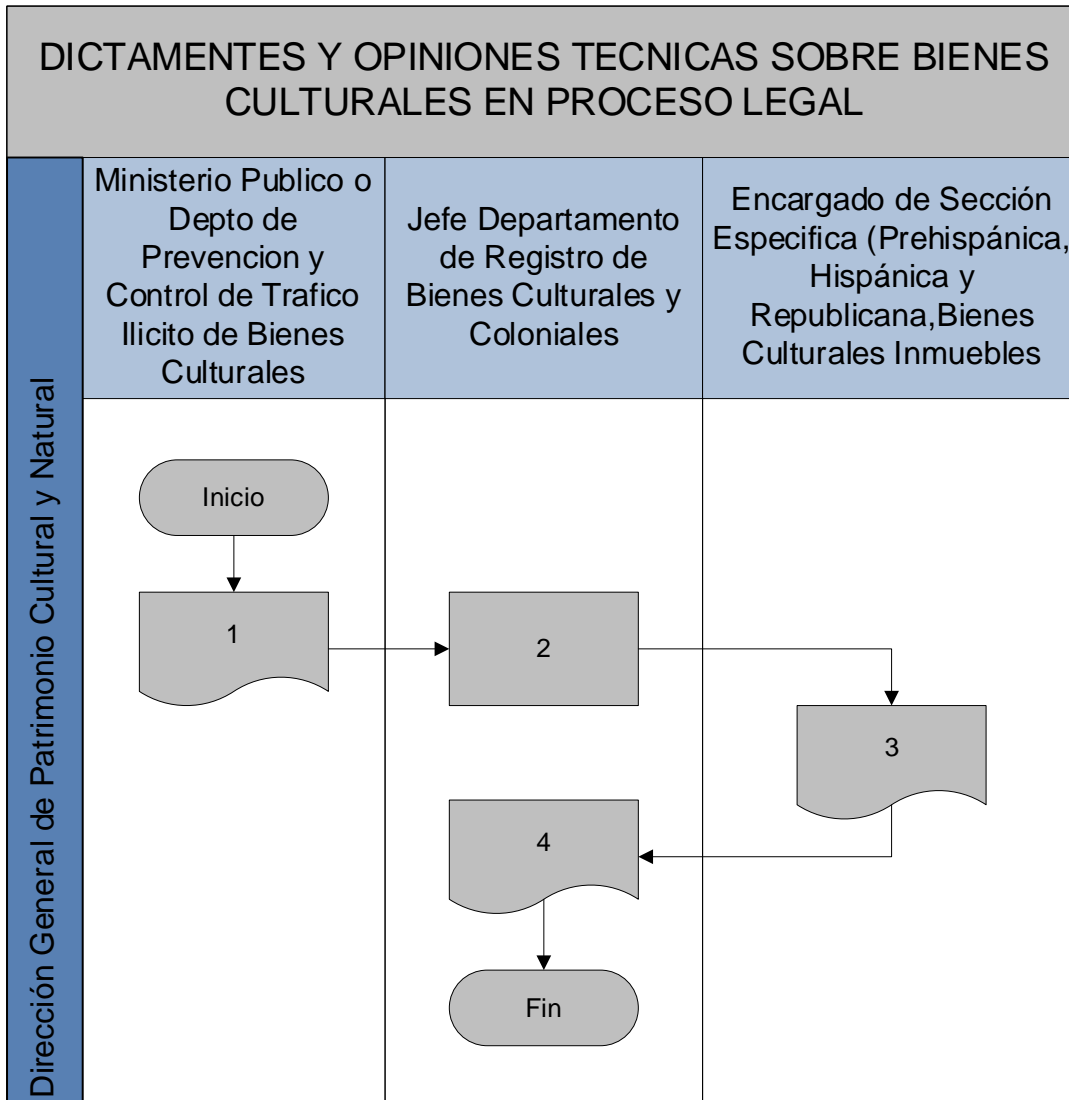 DICTAMENTES Y OPINIONES TECNICAS SOBRE BIENES
CULTURALES EN PROCESO LEGAL
Dirección General de Patrimonio Cultural y Natural
Ministerio Publico o
Depto de
Prevencion y
Control de Trafico
Ilicito de Bienes
Culturales
Jefe Departamento
de Registro de
Bienes Culturales y
Coloniales
Encargado de Sección
Especifica (Prehispánica,
Hispánica y
Republicana,Bienes
Culturales Inmuebles
Inicio
1
2
3
4
Fin